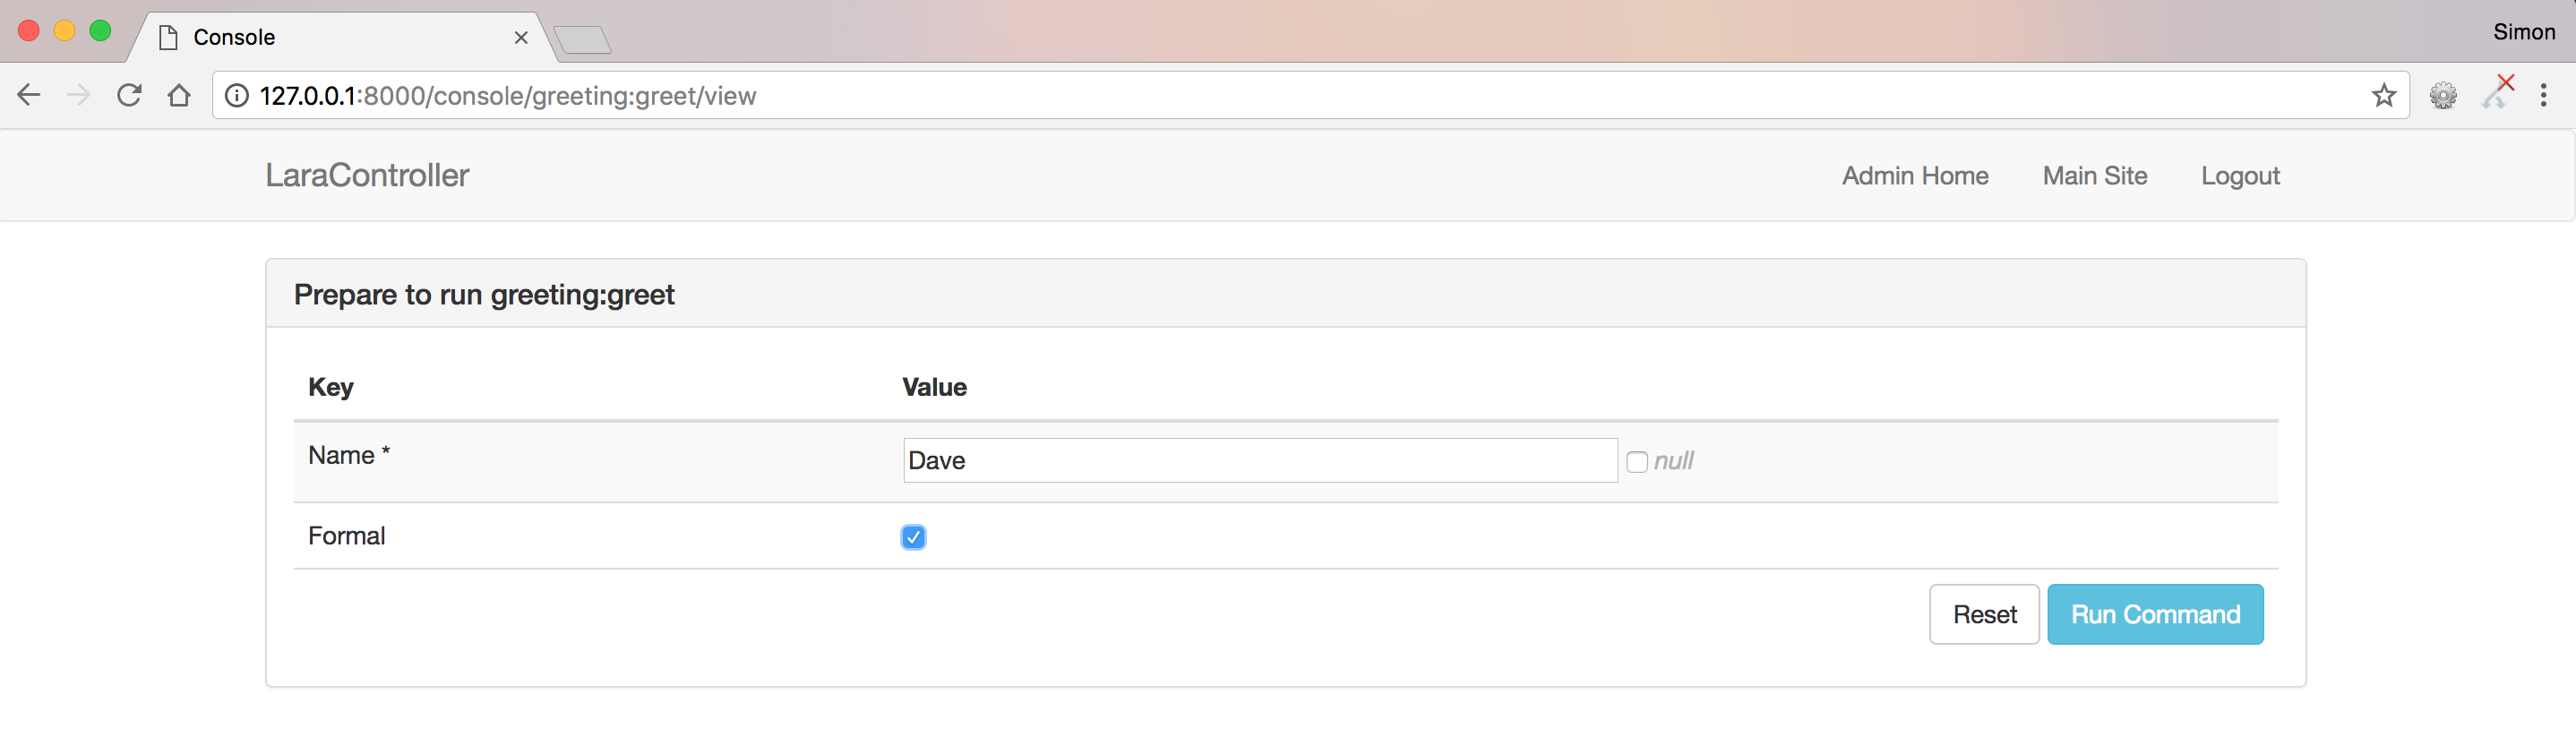 Console
Simon
127.0.0.1:8000/console/greeting:greet/view
LaraController Admin Home Main Site Logout
Prepare to run greeting:greet
Key Value
Name * Dave null
Formal
Reset Run Command